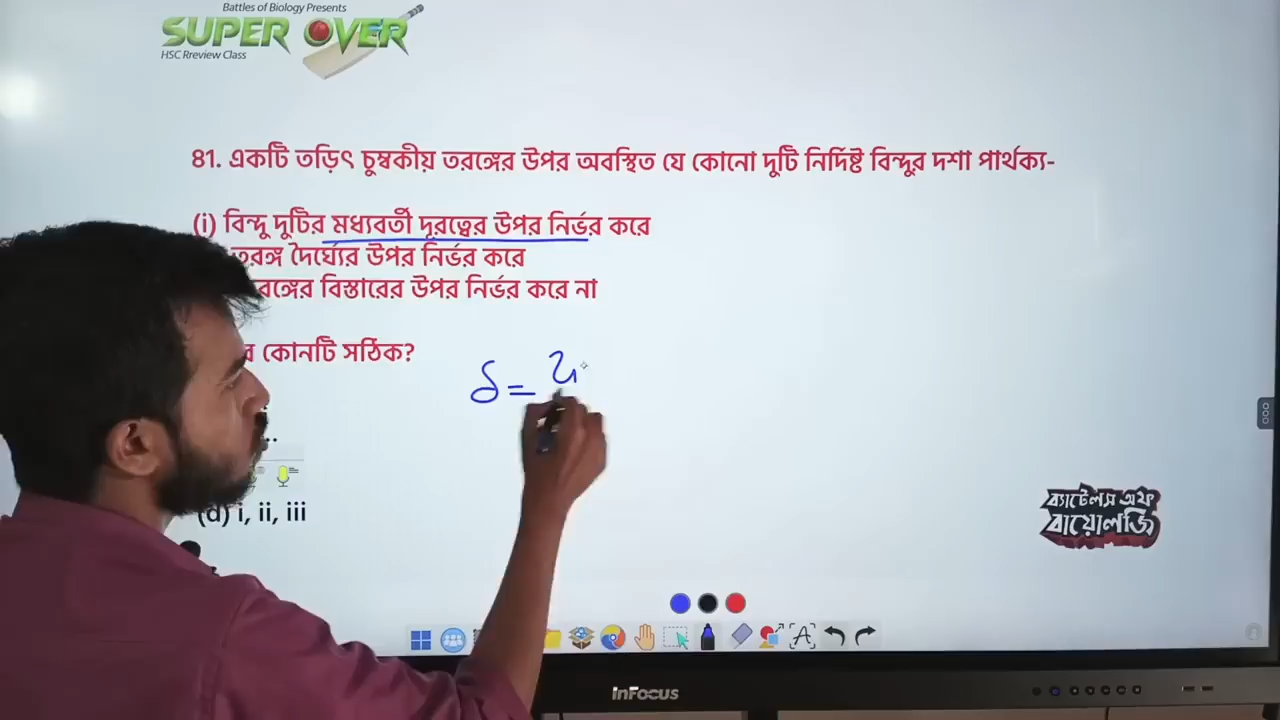 Battles of Biology Presents
SUPER OVER
HSC Rreview Class
81. একটি তড়িৎ চুম্বকীয় তরঙ্গের উপর অবস্থিত যে কোনো দুটি নির্দিষ্ট বিন্দুর দশা পার্থক্য-
(i) বিন্দু দুটির মধ্যবর্তী দূরত্বের উপর নির্ভর করে
তরঙ্গ দৈর্ঘ্যের উপর নির্ভর করে
রঙ্গের বিস্তারের উপর নির্ভর করে না
র কোনটি সঠিক?
δ = 2
(d) i, ii, iii
ব্যাটেলস অফ
বায়োলজি
InFocus